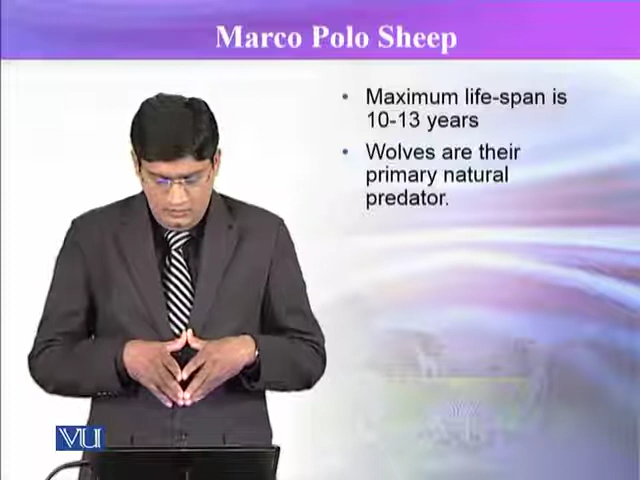 Marco Polo Sheep
• Maximum life-span is
10-13 years
• Wolves are their
primary natural
predator.
VU